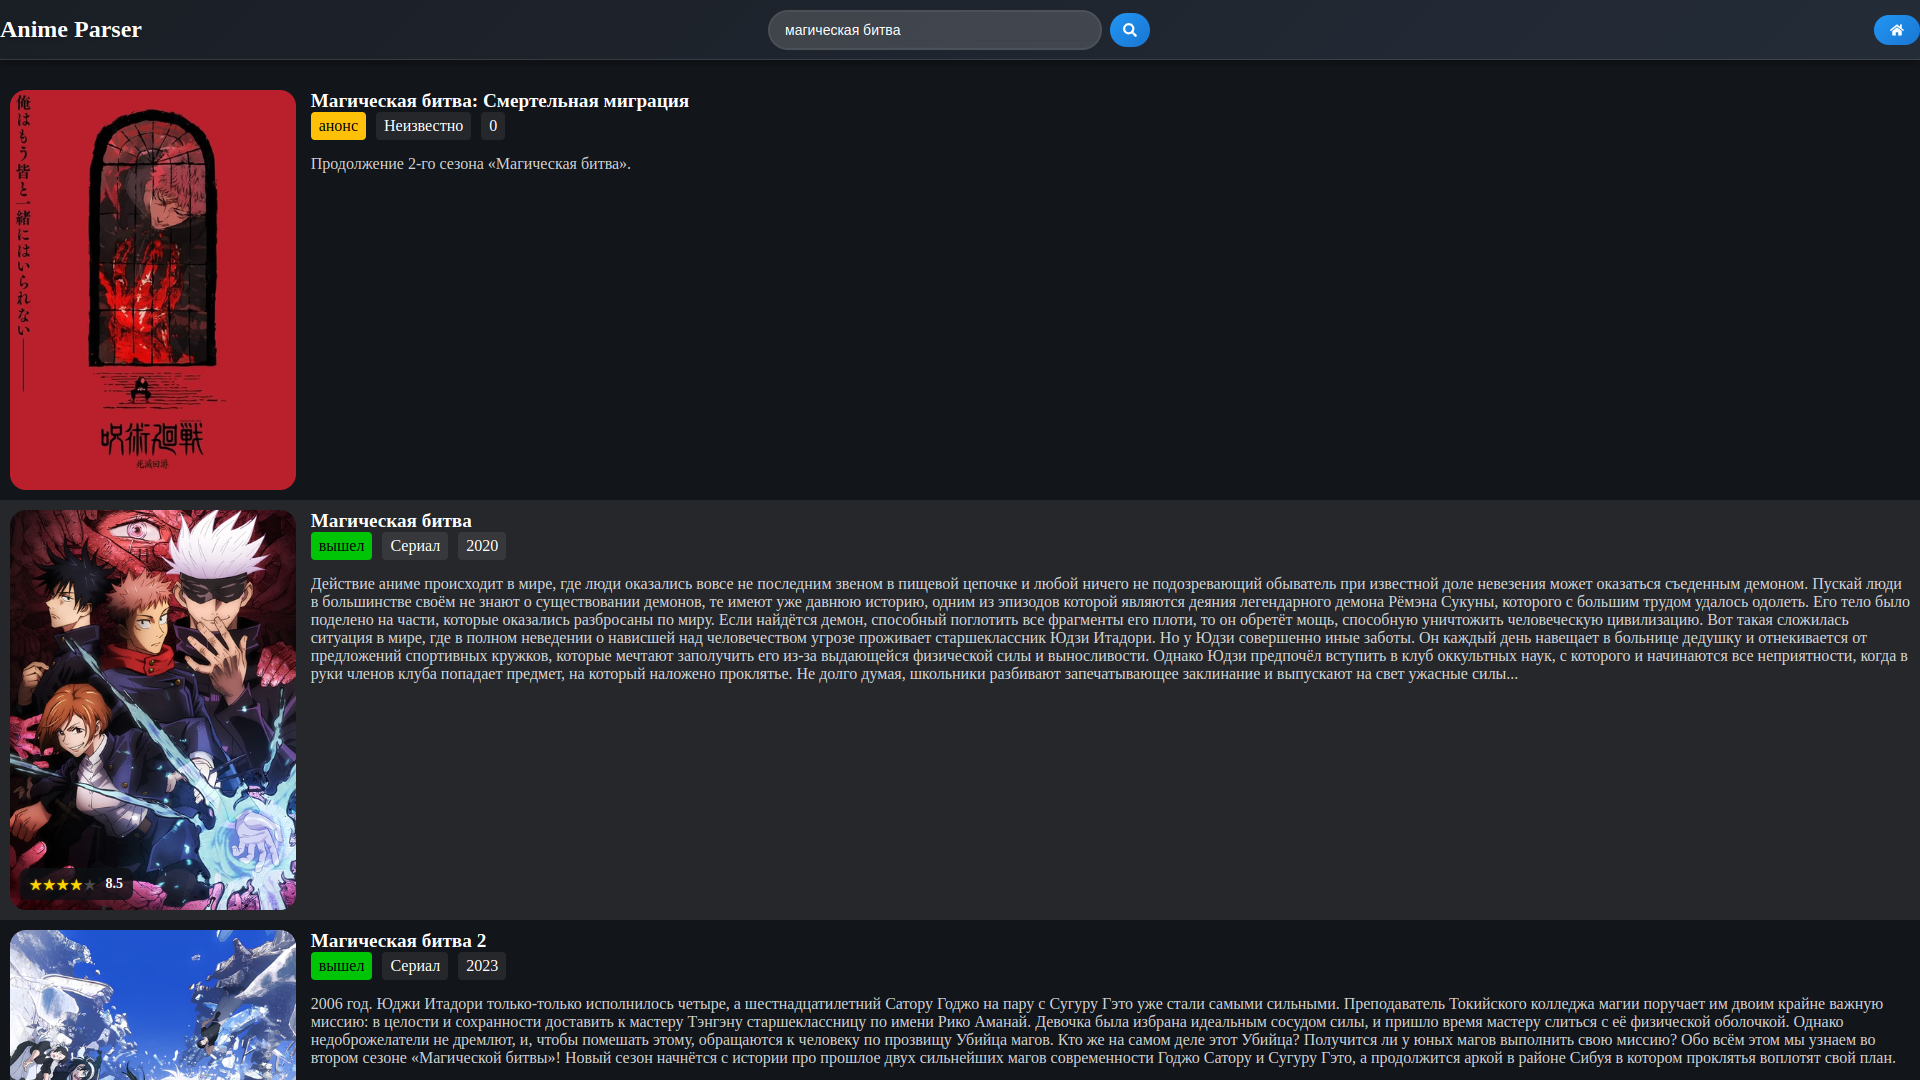 Anime Parser
магическая битва
俺はもう皆と一緒にはいられない
呪術廻戦
死滅回游
Магическая битва: Смертельная миграция
анонс Неизвестно 0
Продолжение 2-го сезона «Магическая битва».
Магическая битва
вышел Сериал 2020
Действие аниме происходит в мире, где люди оказались вовсе не последним звеном в пищевой цепочке и любой ничего не подозревающий обыватель при известной доле невезения может оказаться съеденным демоном. Пускай люди
в большинстве своём не знают о существовании демонов, те имеют уже давнюю историю, одним из эпизодов которой являются деяния легендарного демона Рёмэна Сукуны, которого с большим трудом удалось одолеть. Его тело было
поделено на части, которые оказались разбросаны по миру. Если найдётся демон, способный поглотить все фрагменты его плоти, то он обретёт мощь, способную уничтожить человеческую цивилизацию. Вот такая сложилась
ситуация в мире, где в полном неведении о нависшей над человечеством угрозе проживает старшеклассник Юдзи Итадори. Но у Юдзи совершенно иные заботы. Он каждый день навещает в больнице дедушку и отнекивается от
предложений спортивных кружков, которые мечтают заполучить его из-за выдающейся физической силы и выносливости. Однако Юдзи предпочёл вступить в клуб оккультных наук, с которого и начинаются все неприятности, когда в
руки членов клуба попадает предмет, на который наложено проклятье. Не долго думая, школьники разбивают запечатывающее заклинание и выпускают на свет ужасные силы...
★★★★★ 8.5
Магическая битва 2
вышел Сериал 2023
2006 год. Юджи Итадори только-только исполнилось четыре, а шестнадцатилетний Сатору Годжо на пару с Сугуру Гэто уже стали самыми сильными. Преподаватель Токийского колледжа магии поручает им двоим крайне важную
миссию: в целости и сохранности доставить к мастеру Тэнгэну старшеклассницу по имени Рико Аманай. Девочка была избрана идеальным сосудом силы, и пришло время мастеру слиться с её физической оболочкой. Однако
недоброжелатели не дремлют, и, чтобы помешать этому, обращаются к человеку по прозвищу Убийца магов. Кто же на самом деле этот Убийца? Получится ли у юных магов выполнить свою миссию? Обо всём этом мы узнаем во
втором сезоне «Магической битвы»! Новый сезон начнётся с истории про прошлое двух сильнейших магов современности Годжо Сатору и Сугуру Гэто, а продолжится аркой в районе Сибуя в котором проклятья воплотят свой план.